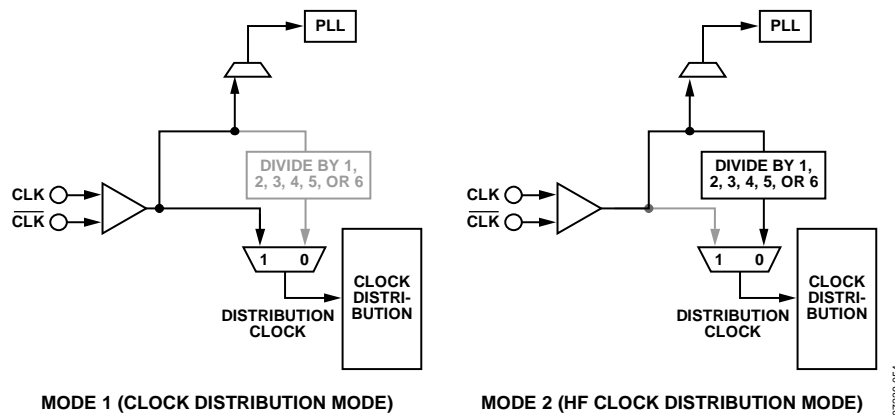 PLL
DIVIDE BY 1,
2, 3, 4, 5, OR 6
CLK
CLK
1 0
CLOCK
DISTRI-
BUTION
DISTRIBUTION
CLOCK
MODE 1 (CLOCK DISTRIBUTION MODE)
PLL
DIVIDE BY 1,
2, 3, 4, 5, OR 6
CLK
CLK
1 0
CLOCK
DISTRI-
BUTION
DISTRIBUTION
CLOCK
MODE 2 (HF CLOCK DISTRIBUTION MODE)